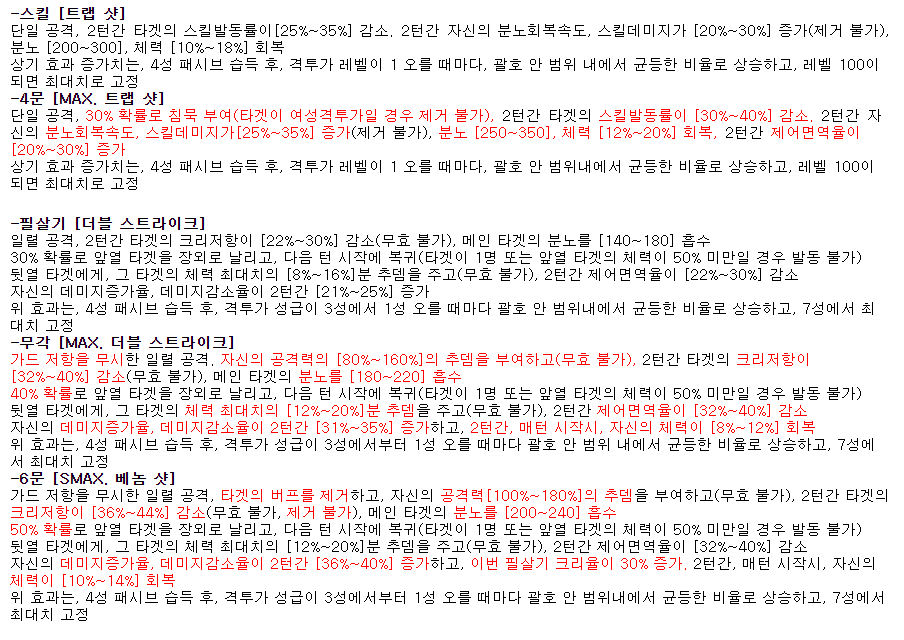 -스킬 [트랩 샷]
단일 공격, 2턴간 타겟의 스킬발동률이[25%~35%] 감소, 2턴간 자신의 분노회복속도, 스킬데미지가 [20%~30%] 증가(제거 불가),
분노 [200~300], 체력 [10%~18%] 회복
상기 효과 증가치는, 4성 패시브 습득 후, 격투가 레벨이 1 오를 때마다, 괄호 안 범위 내에서 균등한 비율로 상승하고, 레벨 100이
되면 최대치로 고정
-4문 [MAX. 트랩 샷]
단일 공격, 30% 확률로 침묵 부여(타겟이 여성격투가일 경우 제거 불가), 2턴간 타겟의 스킬발동률이 [30%~40%] 감소, 2턴간 자
신의 분노회복속도, 스킬데미지가[25%~35%] 증가(제거 불가), 분노 [250~350], 체력 [12%~20%] 회복, 2턴간 제어면역율이
[20%~30%] 증가
상기 효과 증가치는, 4성 패시브 습득 후, 격투가 레벨이 1 오를 때마다, 괄호 안 범위내에서 균등한 비율로 상승하고, 레벨 100이
되면 최대치로 고정
-필살기 [더블 스트라이크]
일렬 공격, 2턴간 타겟의 크리저항이 [22%~30%] 감소(무효 불가), 메인 타겟의 분노를 [140~180] 흡수
30% 확률로 앞열 타겟을 장외로 날리고, 다음 턴 시작에 복귀(타겟이 1명 또는 앞열 타겟의 체력이 50% 미만일 경우 발동 불가)
뒷열 타겟에게, 그 타겟의 체력 최대치의 [8%~16%]분 추뎀을 주고(무효 불가), 2턴간 제어면역율이 [22%~30%] 감소
자신의 데미지증가율, 데미지감소율이 2턴간 [21%~25%] 증가
위 효과는, 4성 패시브 습득 후, 격투가 성급이 3성에서 1성 오를 때마다 괄호 안 범위내에서 균등한 비율로 상승하고, 7성에서 최
대치 고정
-무각 [MAX. 더블 스트라이크]
가드 저항을 무시한 일렬 공격, 자신의 공격력의 [80%~160%]의 추뎀을 부여하고(무효 불가), 2턴간 타겟의 크리저항이
[32%~40%] 감소(무효 불가), 메인 타겟의 분노를 [180~220] 흡수
40% 확률로 앞열 타겟을 장외로 날리고, 다음 턴 시작에 복귀(타겟이 1명 또는 앞열 타겟의 체력이 50% 미만일 경우 발동 불가)
뒷열 타겟에게, 그 타겟의 체력 최대치의 [12%~20%]분 추뎀을 주고(무효 불가), 2턴간 제어면역율이 [32%~40%] 감소
자신의 데미지증가율, 데미지감소율이 2턴간 [31%~35%] 증가하고, 2턴간, 매턴 시작시, 자신의 체력이 [8%~12%] 회복
위 효과는, 4성 패시브 습득 후, 격투가 성급이 3성에서부터 1성 오를 때마다 괄호 안 범위 내에서 균등한 비율로 상승하고, 7성에
서 최대치 고정
-6문 [SMAX. 베놈 샷]
가드 저항을 무시한 일렬 공격, 타겟의 버프를 제거하고, 자신의 공격력[100%~180%]의 추뎀을 부여하고(무효 불가), 2턴간 타겟의
크리저항이 [36%~44%] 감소(무효 불가, 제거 불가), 메인 타겟의 분노를 [200~240] 흡수
50% 확률로 앞열 타겟을 장외로 날리고, 다음 턴 시작에 복귀(타겟이 1명 또는 앞열 타겟의 체력이 50% 미만일 경우 발동 불가)
뒷열 타겟에게, 그 타겟의 체력 최대치의 [12%~20%]분 추뎀을 주고(무효 불가), 2턴간 제어면역율이 [32%~40%] 감소
자신의 데미지증가율, 데미지감소율이 2턴간 [36%~40%] 증가하고, 이번 필살기 크리율이 30% 증가, 2턴간, 매턴 시작시, 자신의
체력이 [10%~14%] 회복
위 효과는, 4성 패시브 습득 후, 격투가 성급이 3성에서부터 1성 오를 때마다 괄호 안 범위내에서 균등한 비율로 상승하고, 7성에서
최대치 고정